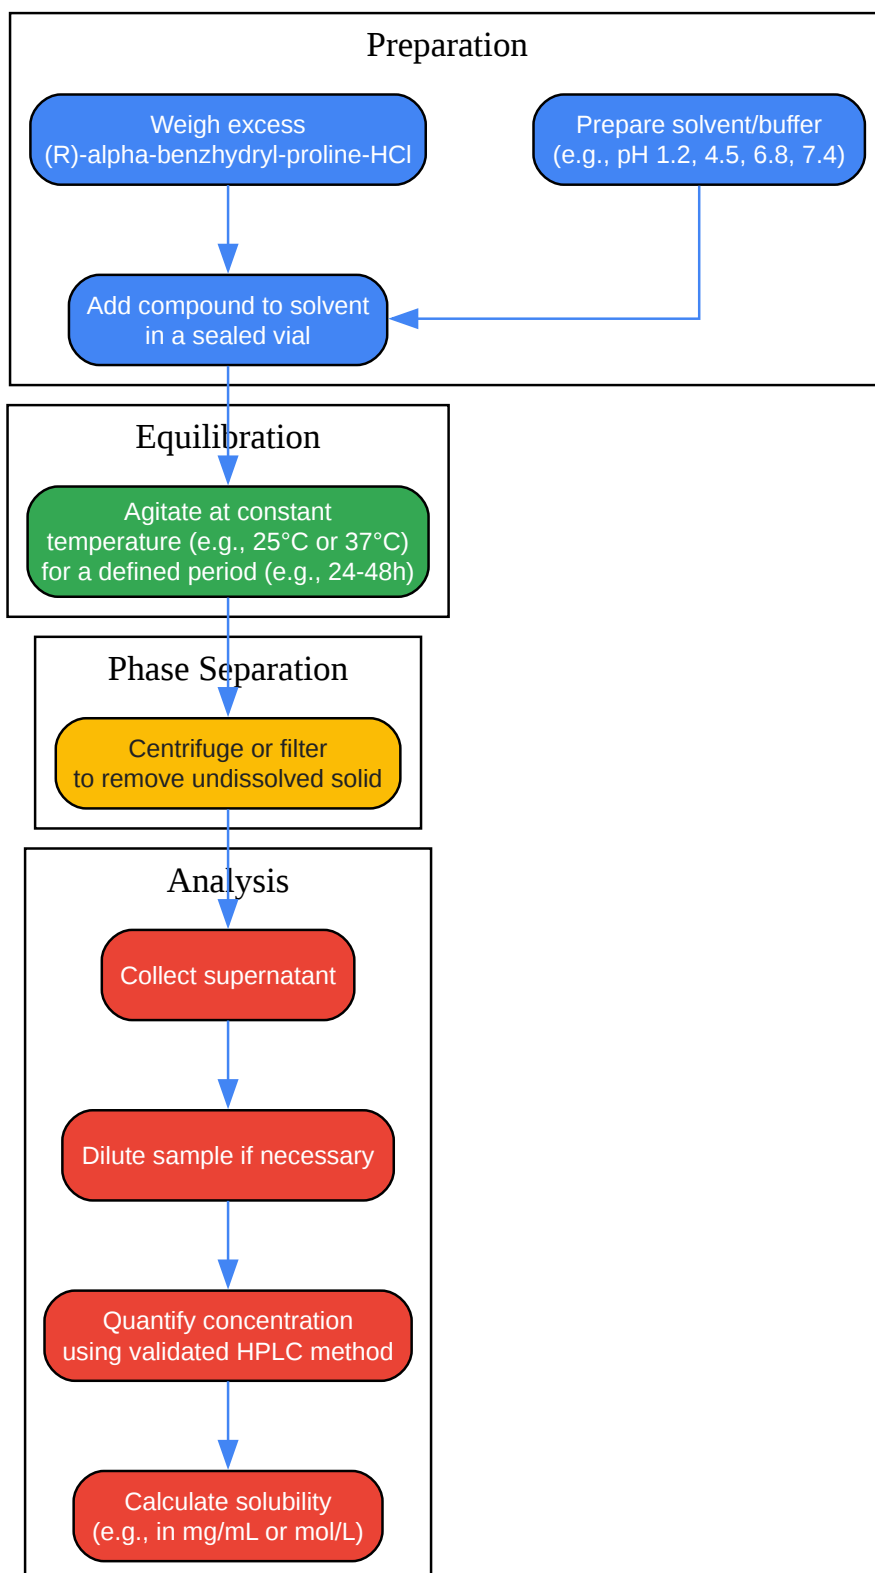 Preparation
Weigh excess
(R)-alpha-benzhydryl-proline-HCl
Prepare solvent/buffer
(e.g., pH 1.2, 4.5, 6.8, 7.4)
Add compound to solvent
in a sealed vial
Equilibration
Agitate at constant
temperature (e.g., 25°C or 37°C)
for a defined period (e.g., 24-48h)
Phase Separation
Centrifuge or filter
to remove undissolved solid
Analysis
Collect supernatant
Dilute sample if necessary
Quantify concentration
using validated HPLC method
Calculate solubility
(e.g., in mg/mL or mol/L)